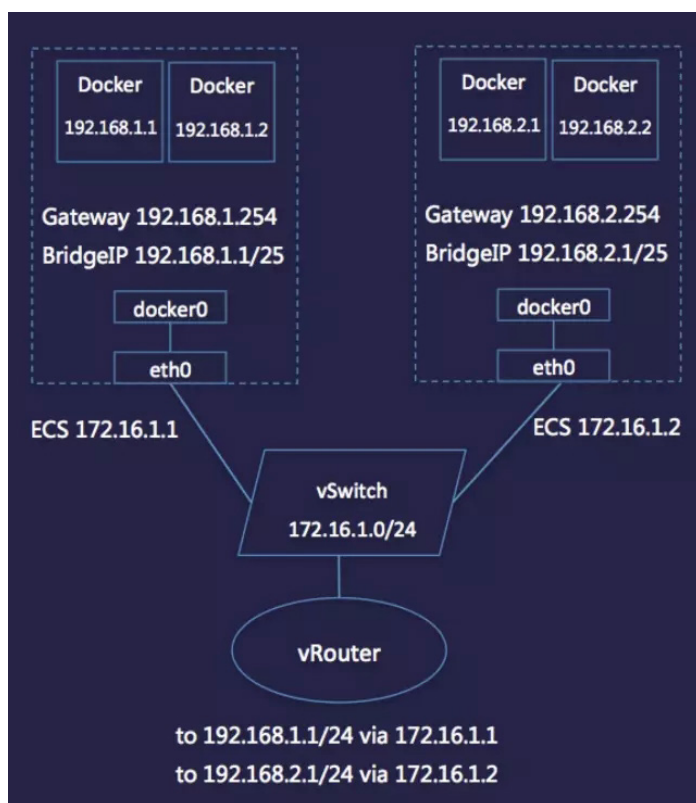 Docker
192.168.1.1
Docker
192.168.1.2
Gateway 192.168.1.254
BridgeIP 192.168.1.1/25
docker0
eth0
ECS 172.16.1.1
Docker
192.168.2.1
Docker
192.168.2.2
Gateway 192.168.2.254
BridgeIP 192.168.2.1/25
docker0
eth0
ECS 172.16.1.2
vSwitch
172.16.1.0/24
vRouter
to 192.168.1.1/24 via 172.16.1.1
to 192.168.2.1/24 via 172.16.1.2